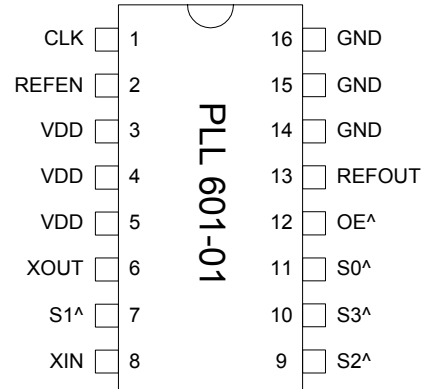 CLK 1 16 GND
REFEN 2 15 GND
VDD 3 14 GND
VDD 4 13 REFOUT
VDD 5 12 OE^
XOUT 6 11 S0^
S1^ 7 10 S3^
XIN 8 9 S2^
PLL 601-01